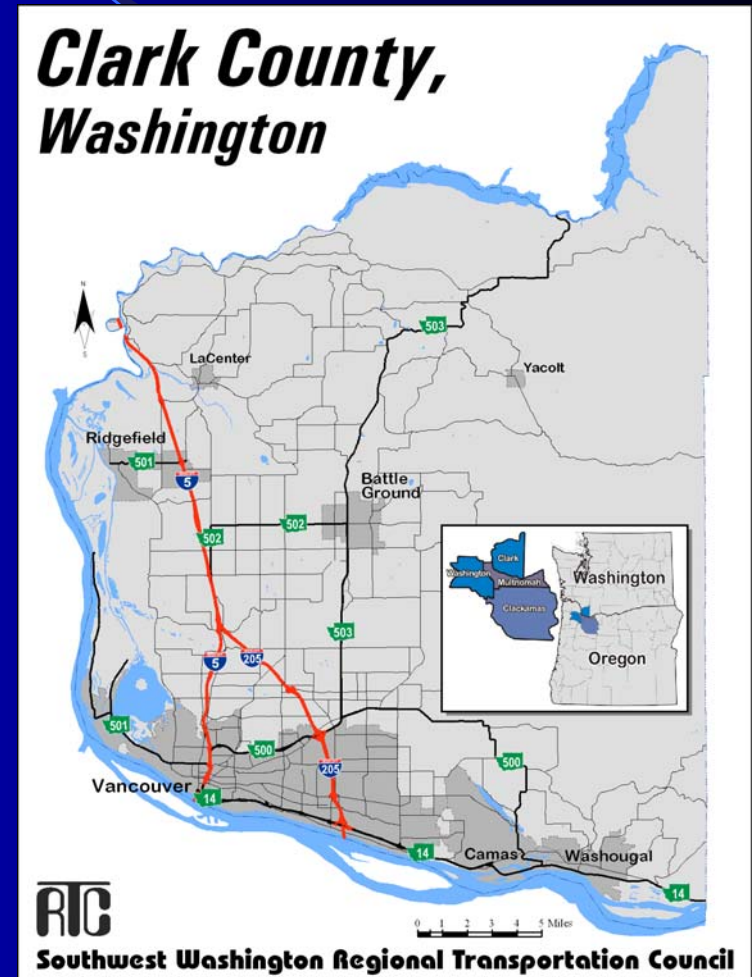 Clark County,
Washington
N
S
503
LaCenter
Yacolt
Ridgefield
501
5
Battle
Ground
502
502
Clark
Washington
Multnomah
Clackamas
Washington
Oregon
503
5
205
501
500
500
205
Vancouver
14
14
Camas
Washougal
14
0 1 2 3 4 5 Miles
RTC
Southwest Washington Regional Transportation Council